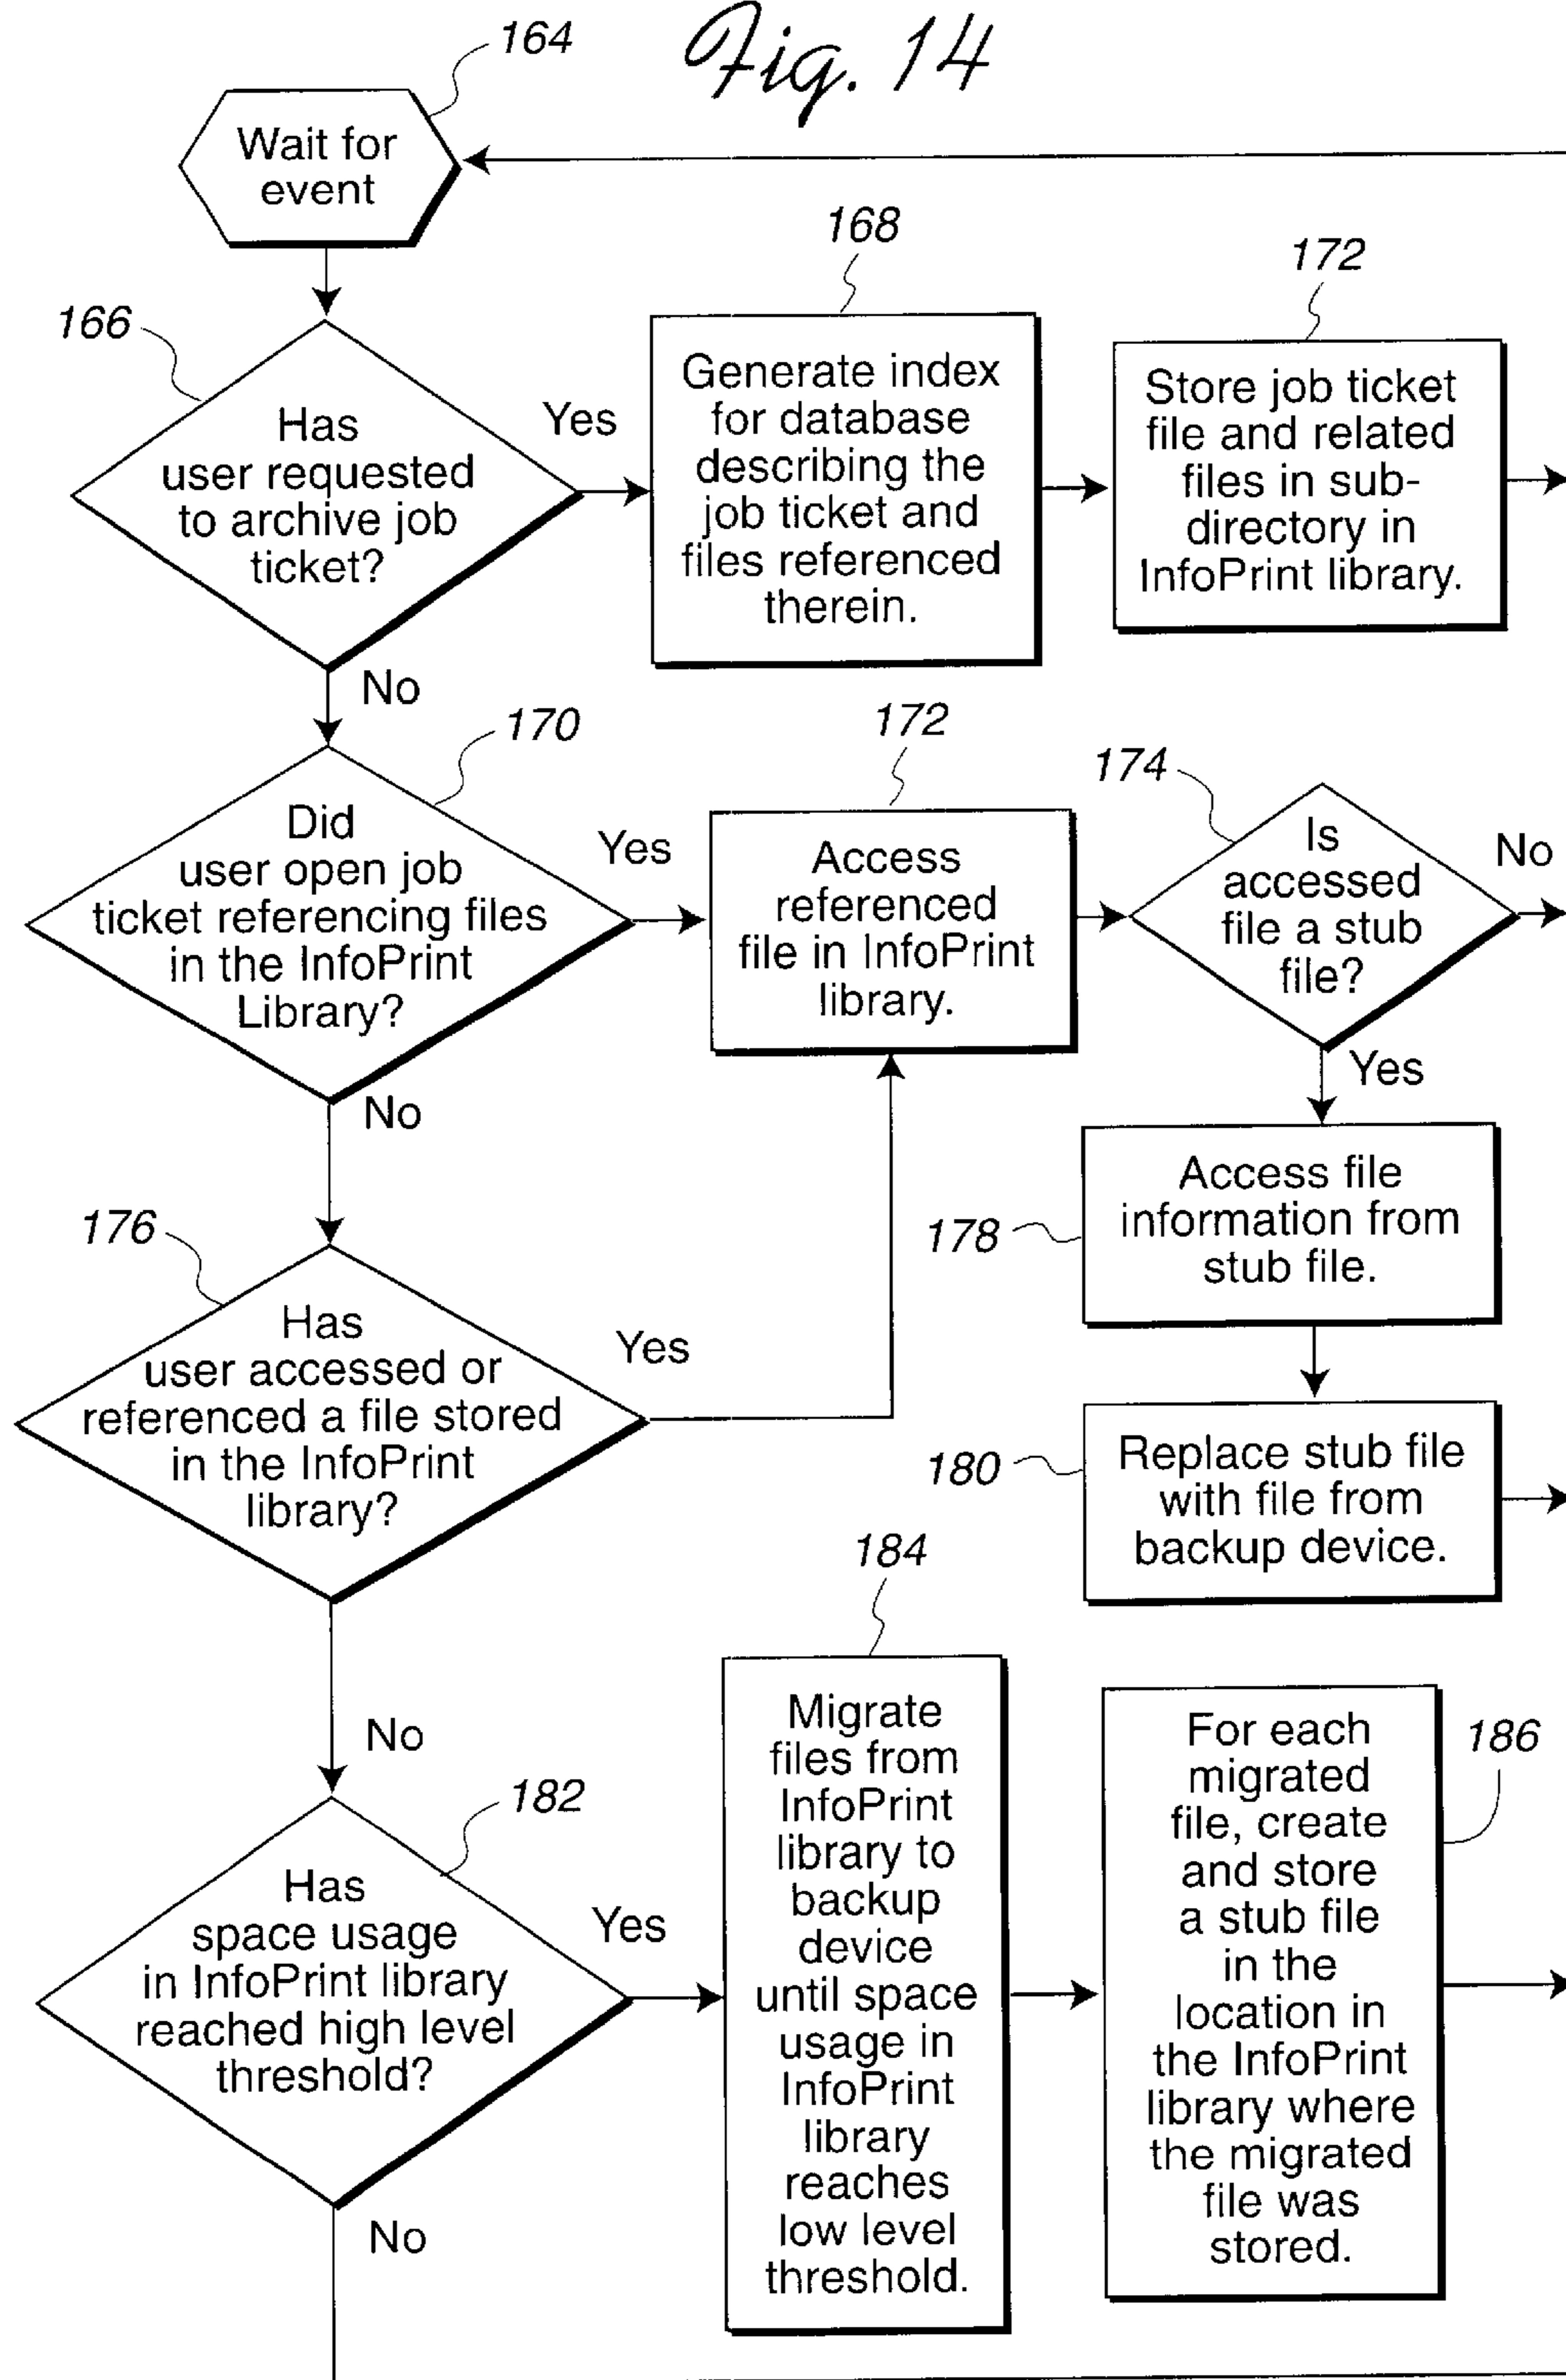 Fig. 14
164
Wait for
event
166
Has
user requested
to archive job
ticket?
Yes
No
168
Generate index
for database
describing the
job ticket and
files referenced
therein.
172
Store job ticket
file and related
files in sub-
directory in
InfoPrint library.
170
Did
user open job
ticket referencing files
in the InfoPrint
Library?
Yes
No
172
Access
referenced
file in InfoPrint
library.
174
Is
accessed
file a stub
file?
No
Yes
178
Access file
information from
stub file.
176
Has
user accessed or
referenced a file stored
in the InfoPrint
library?
Yes
No
180
Replace stub file
with file from
backup device.
182
Has
space usage
in InfoPrint library
reached high level
threshold?
Yes
No
184
Migrate
files from
InfoPrint
library to
backup
device
until space
usage in
InfoPrint
library
reaches
low level
threshold.
186
For each
migrated
file, create
and store
a stub file
in the
location in
the InfoPrint
library where
the migrated
file was
stored.